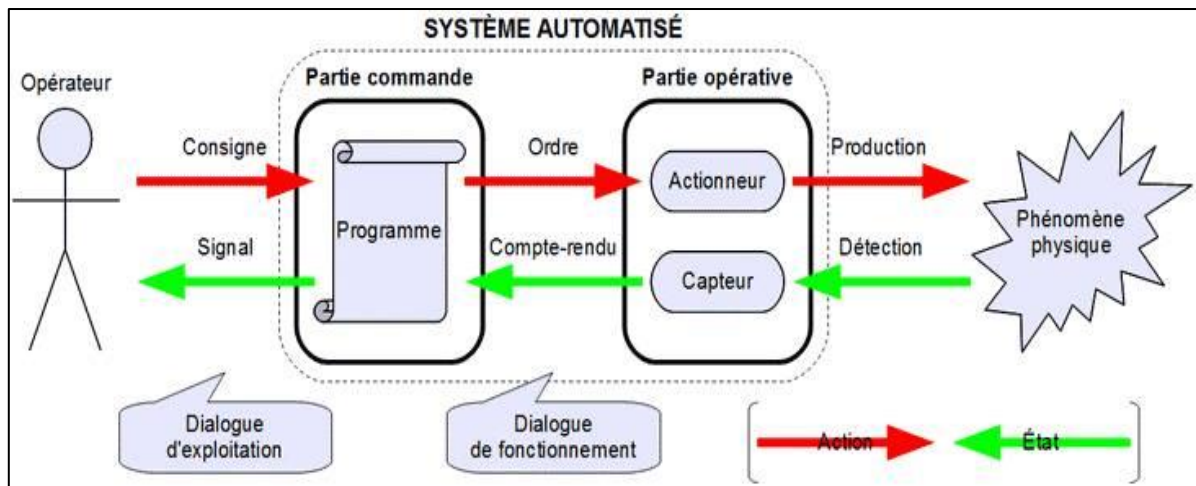 SYSTÈME AUTOMATISÉ
Opérateur
Partie commande
Partie opérative
Consigne
Ordre
Production
Programme
Actionneur
Phénomène
physique
Signal
Compte-rendu
Détection
Capteur
Dialogue
d'exploitation
Dialogue
de fonctionnement
Action
État